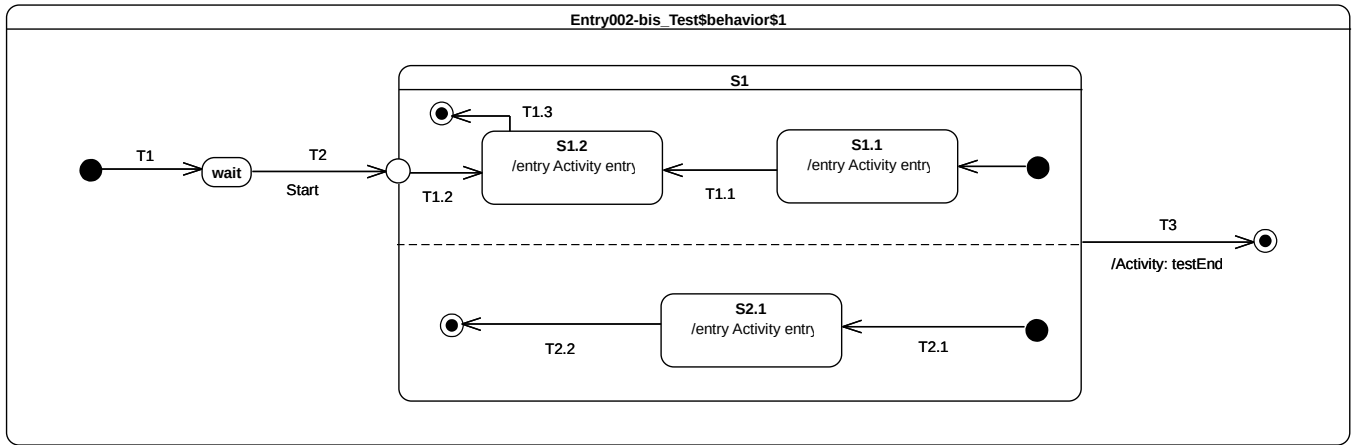 Entry002-bis_Test$behavior$1
S1
T1.3
S1.2
/entry Activity entry
S1.1
/entry Activity entry
T1
wait
T2
Start
T1.2
T1.1
T3
/Activity: testEnd
S2.1
/entry Activity entry
T2.2
T2.1